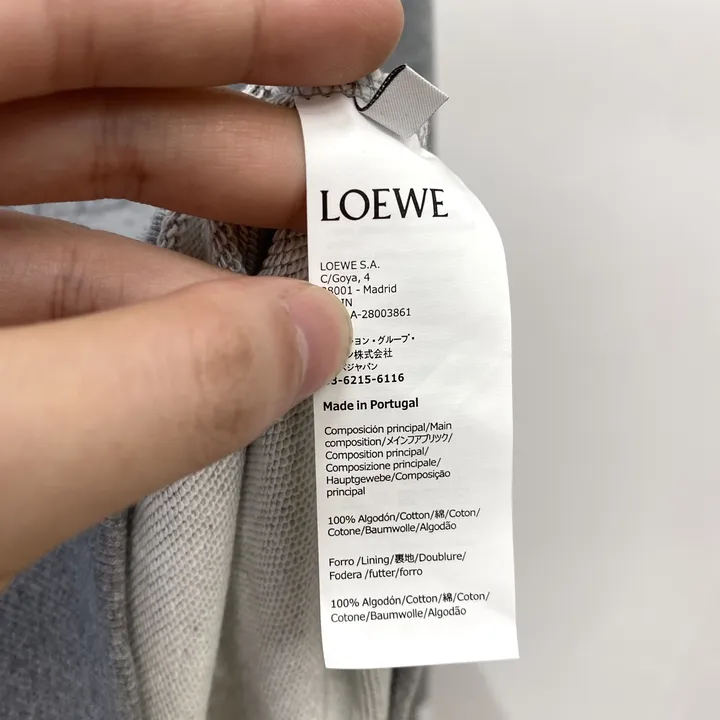 LOEWE
LOEWE S.A.
C/Goya, 4
28001 - Madrid
IN
A-28003861
ョン・グループ・
ン株式会社
ジャパン
3-6215-6116
Made in Portugal
Composición principal/Main
composition/メインファブリック/
Composition principal/
Composizione principale/
Hauptgewebe/Composição
principal
100% Algodón/Cotton/綿/Coton/
Cotone/Baumwolle/Algodão
Forro /Lining/裏地/Doublure/
Fodera /futter/forro
100% Algodón/Cotton/綿/Coton/
Cotone/Baumwolle/Algodão